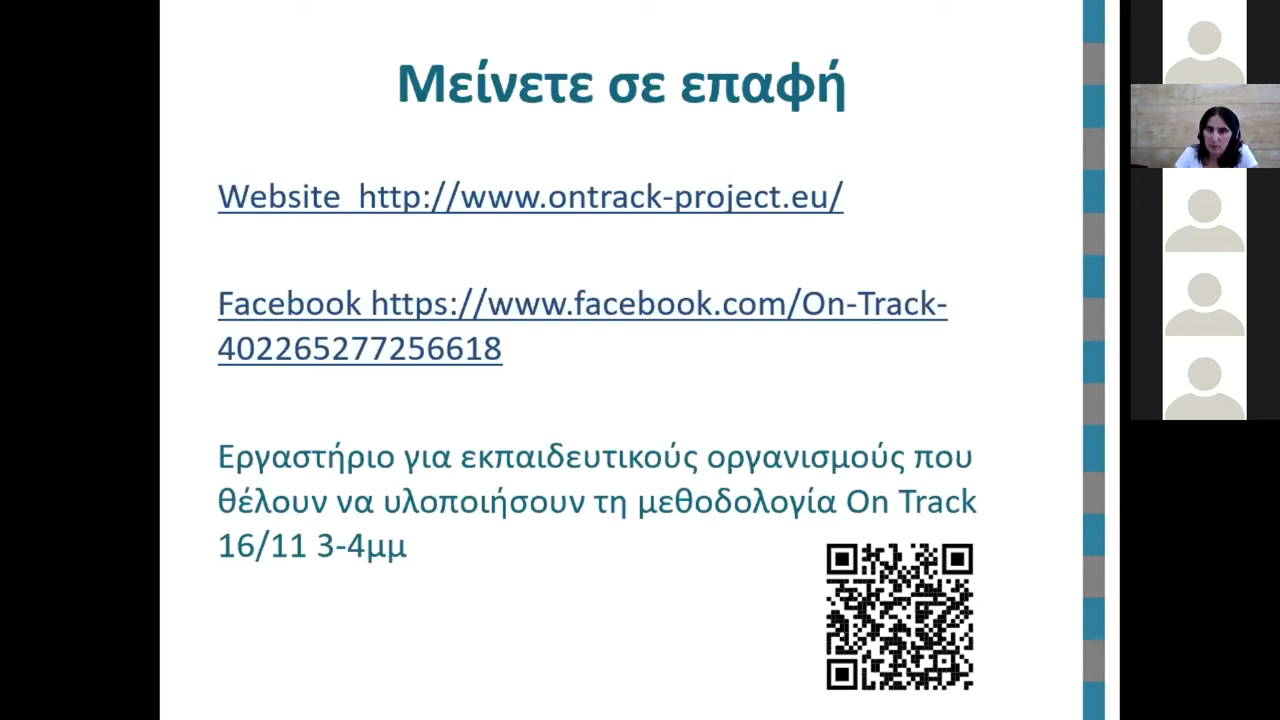 Μείνετε σε επαφή
Website  http://www.ontrack-project.eu/
Facebook https://www.facebook.com/On-Track-
402265277256618
Εργαστήριο για εκπαιδευτικούς οργανισμούς που
θέλουν να υλοποιήσουν τη μεθοδολογία On Track
16/11 3-4μμ